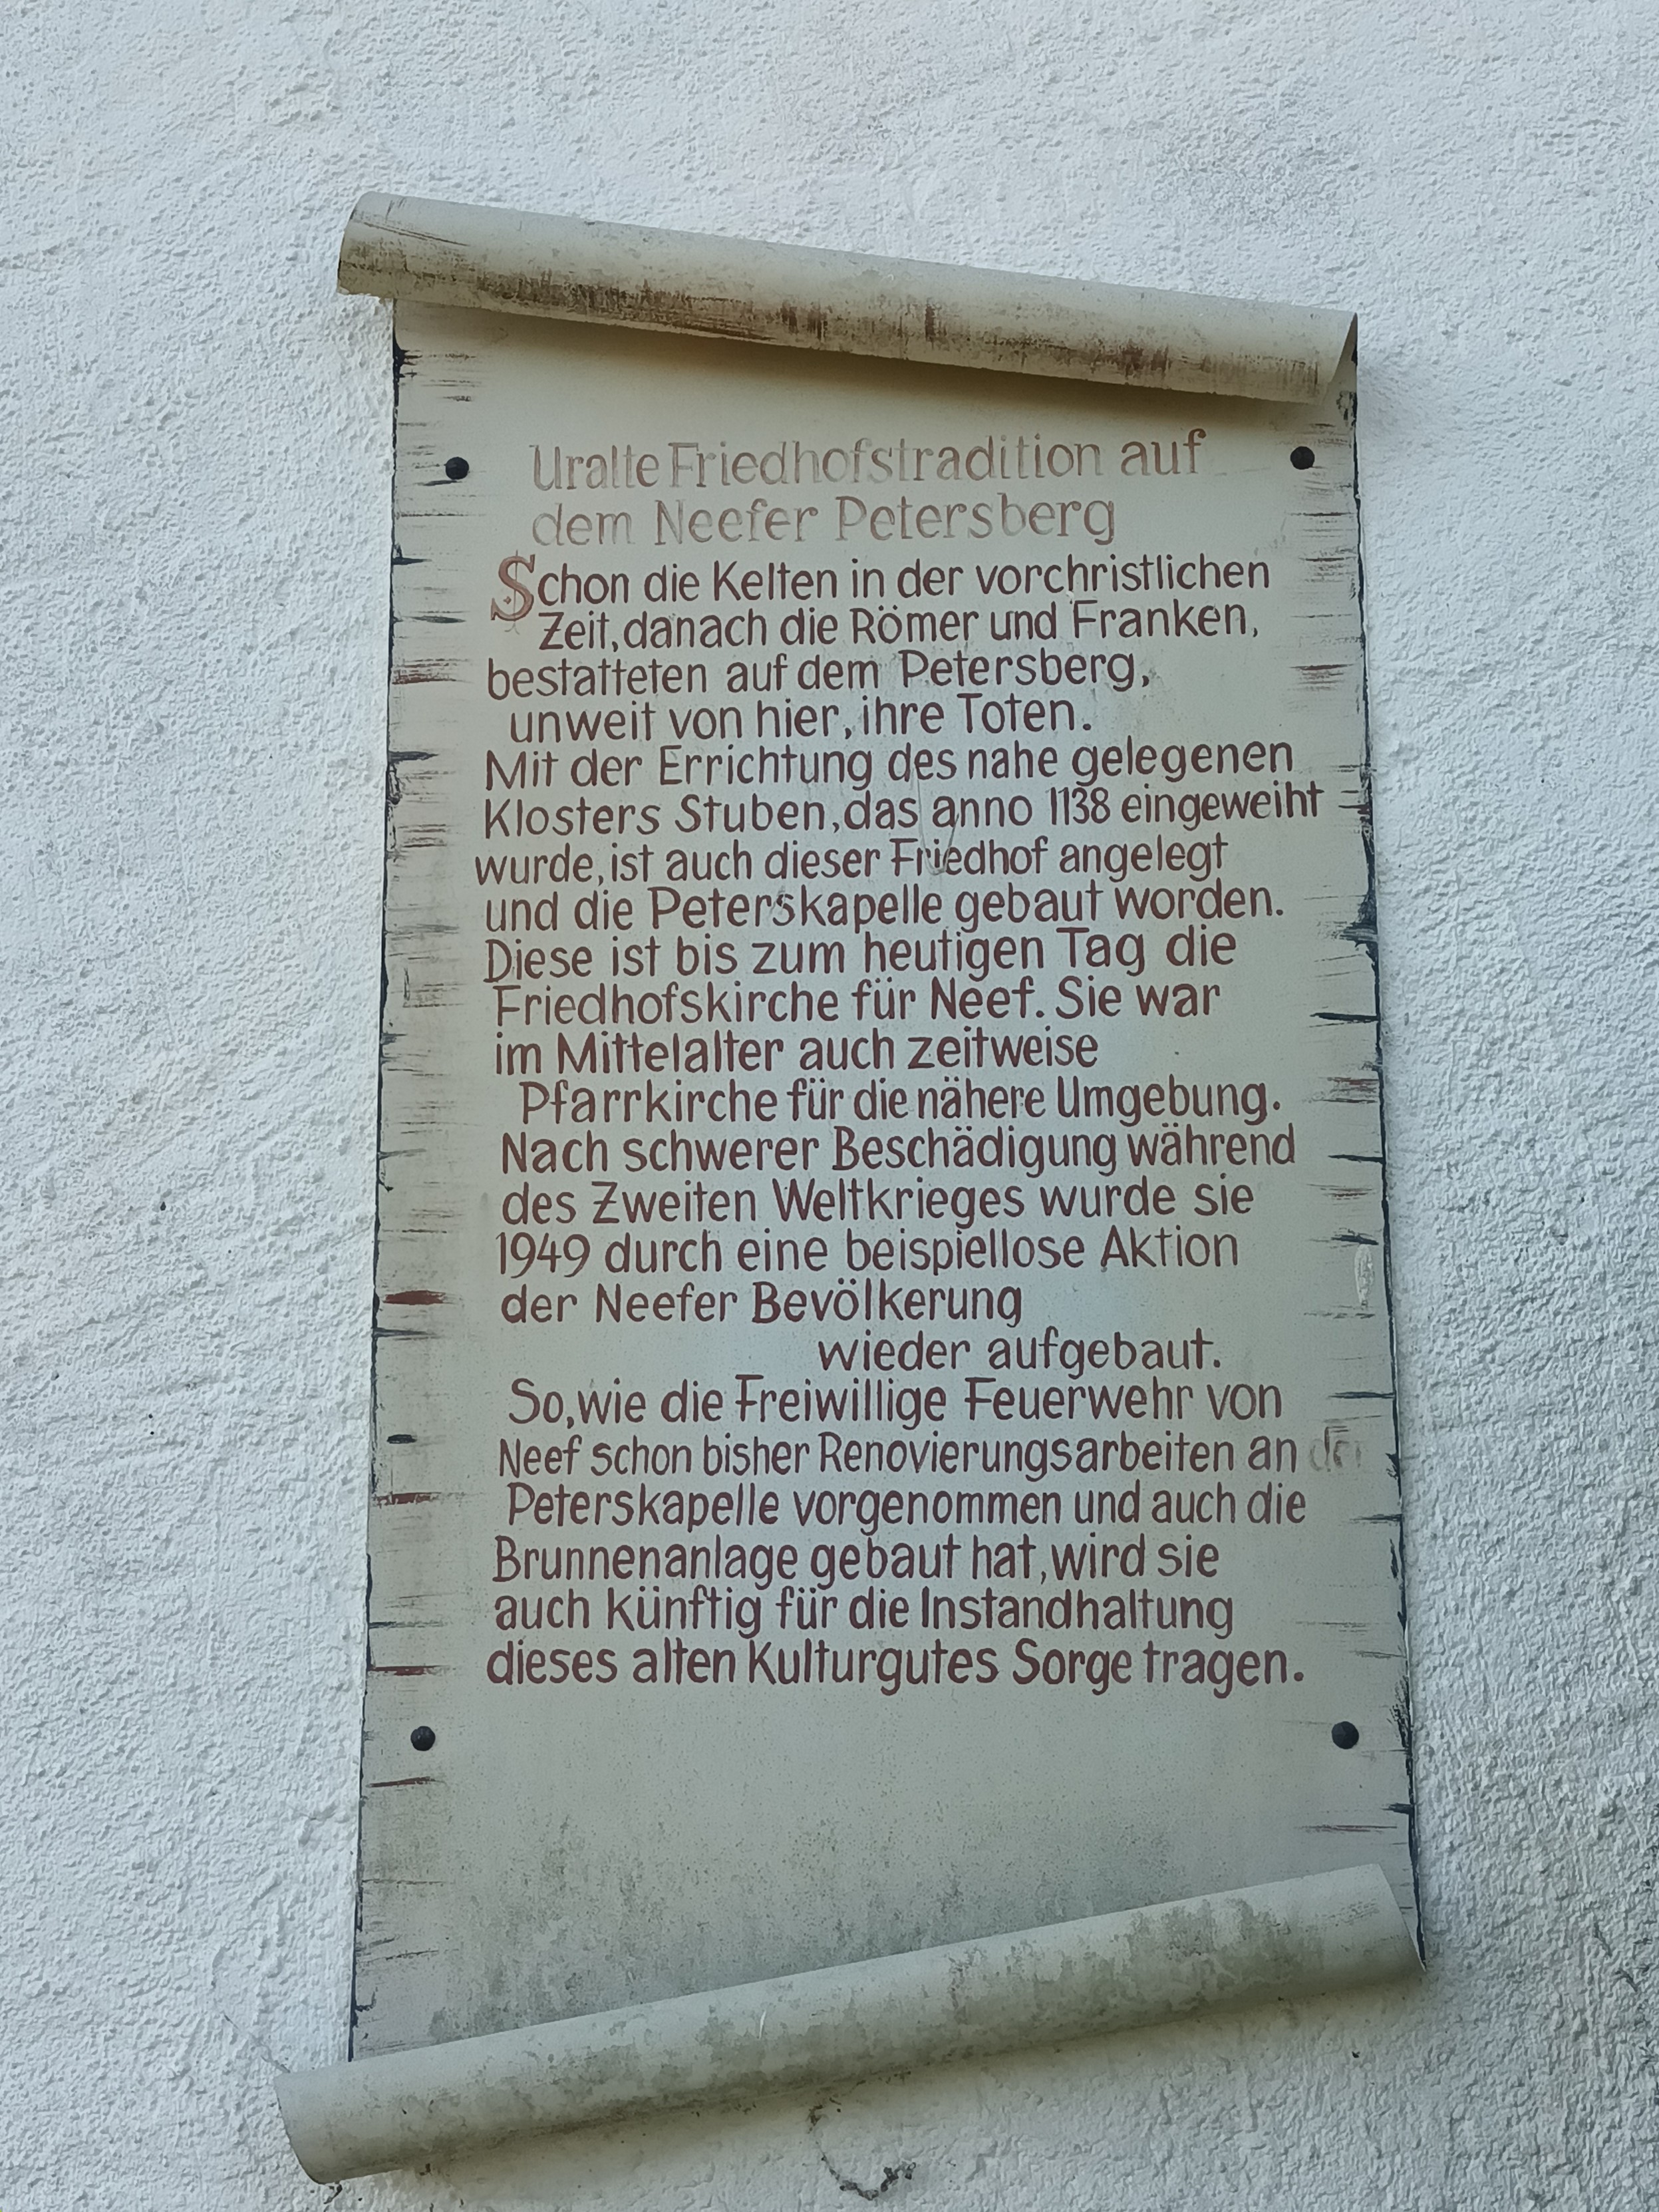 Uralte Friedhofstradition auf
dem Neefer Petersberg
Schon die Kelten in der vorchristlichen
Zeit, danach die Römer und Franken,
bestatteten auf dem Petersberg,
unweit von hier, ihre Toten.
Mit der Errichtung des nahe gelegenen
Klosters Stuben, das anno 1138 eingeweiht
wurde, ist auch dieser Friedhof angelegt
und die Peterskapelle gebaut worden.
Diese ist bis zum heutigen Tag die
Friedhofskirche für Neef. Sie war
im Mittelalter auch zeitweise
Pfarrkirche für die nähere Umgebung.
Nach schwerer Beschädigung während
des Zweiten Weltkrieges wurde sie
1949 durch eine beispiellose Aktion
der Neefer Bevölkerung
wieder aufgebaut.
So, wie die Freiwillige Feuerwehr von
Neef schon bisher Renovierungsarbeiten an der
Peterskapelle vorgenommen und auch die
Brunnenanlage gebaut hat, wird sie
auch künftig für die Instandhaltung
dieses alten Kulturgutes Sorge tragen.